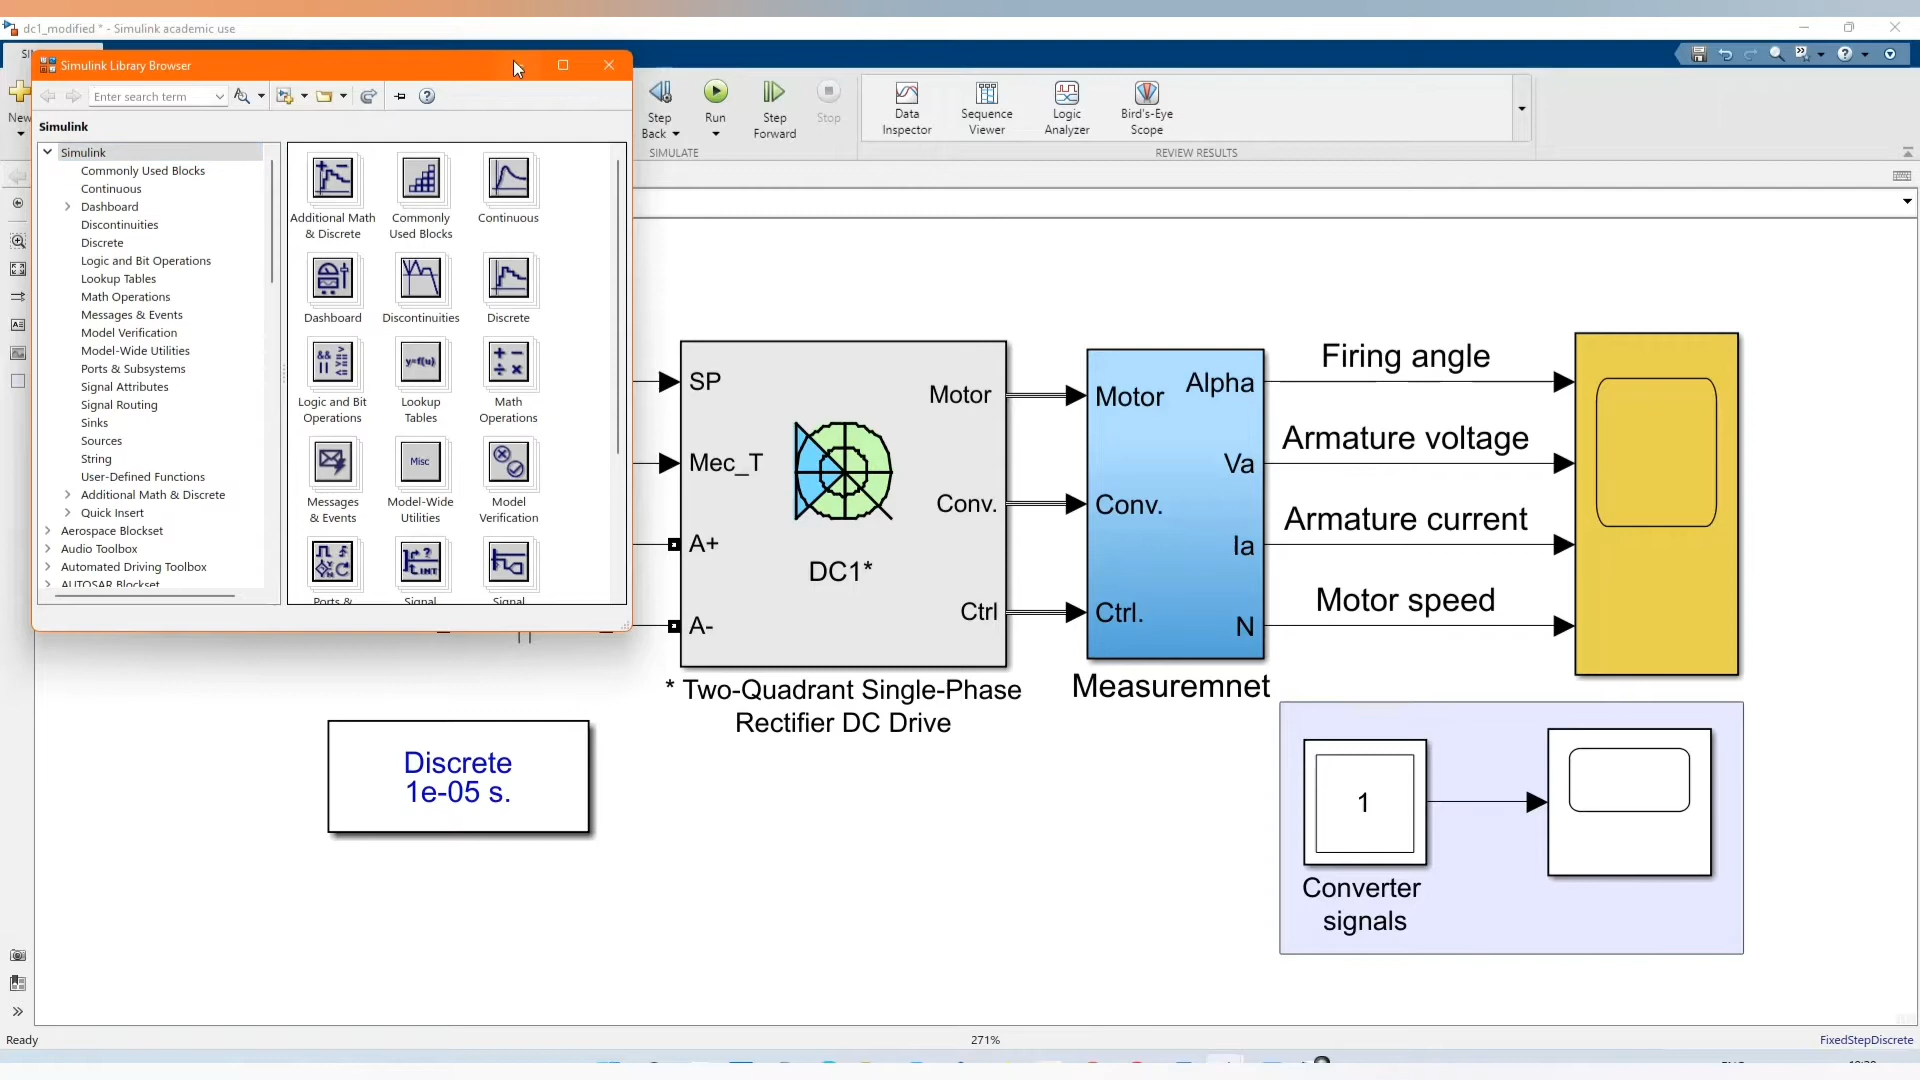 dc1_modified * - Simulink academic use
Simulink Library Browser
Enter search term
New
Step Back
Run
Step Forward
Stop
Data Inspector
Sequence Viewer
Logic Analyzer
Bird's-Eye Scope
SIMULATE
REVIEW RESULTS
Simulink
Simulink
Commonly Used Blocks
Continuous
Dashboard
Discontinuities
Discrete
Logic and Bit Operations
Lookup Tables
Math Operations
Messages & Events
Model Verification
Model-Wide Utilities
Ports & Subsystems
Signal Attributes
Signal Routing
Sinks
Sources
String
User-Defined Functions
Additional Math & Discrete
Quick Insert
Aerospace Blockset
Audio Toolbox
Automated Driving Toolbox
AUTOSAR Blockset
Additional Math
& Discrete
Commonly
Used Blocks
Continuous
Dashboard
Discontinuities
Discrete
y=f(u)
Logic and Bit
Operations
Lookup
Tables
Math
Operations
Misc
Messages
& Events
Model-Wide
Utilities
Model
Verification
Ports &
Signal
Signal
SP
Mec_T
A+
A-
Motor
Conv.
Ctrl
DC1*
* Two-Quadrant Single-Phase
Rectifier DC Drive
Motor
Conv.
Ctrl.
Alpha
Va
Ia
N
Measuremnet
Firing angle
Armature voltage
Armature current
Motor speed
Discrete
1e-05 s.
1
Converter
signals
Ready
271%
FixedStepDiscrete